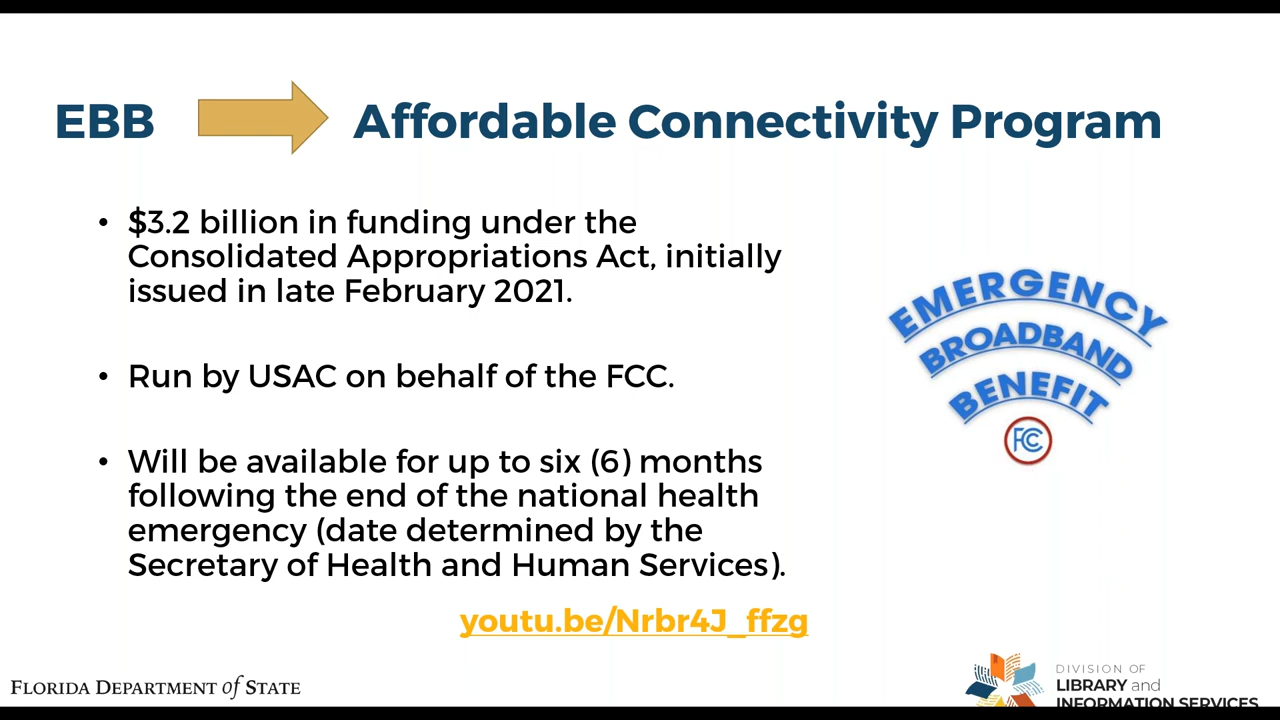 EBB Affordable Connectivity Program
• $3.2 billion in funding under the
Consolidated Appropriations Act, initially
issued in late February 2021.
• Run by USAC on behalf of the FCC.
• Will be available for up to six (6) months
following the end of the national health
emergency (date determined by the
Secretary of Health and Human Services).
EMERGENCY
BROADBAND
BENEFIT
FCC
youtu.be/Nrbr4J_ffzg
FLORIDA DEPARTMENT of STATE
DIVISION OF
LIBRARY and
INFORMATION SERVICES